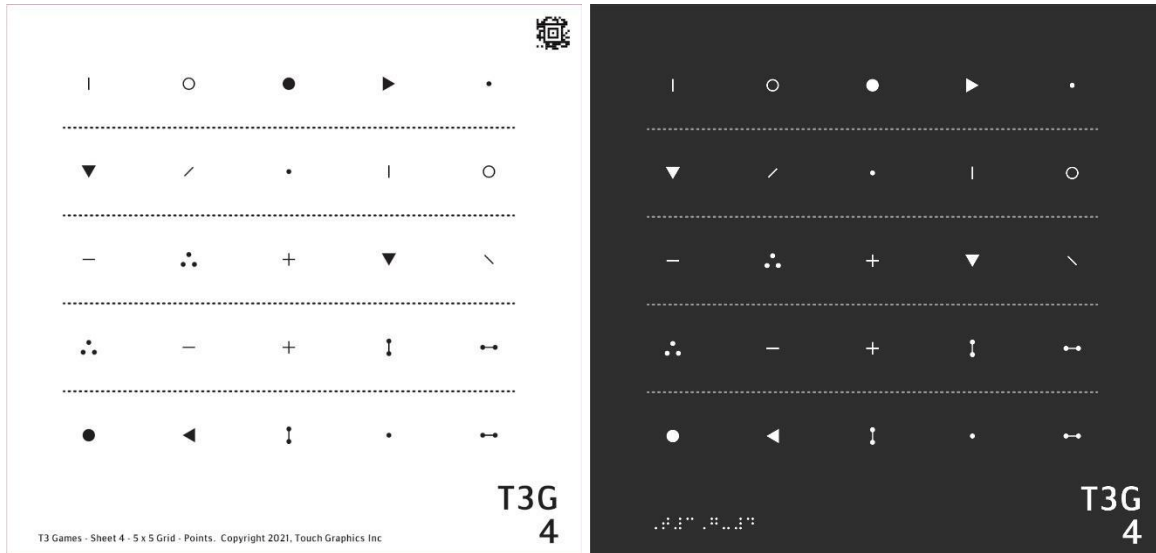 T3G
4
T3 Games - Sheet 4 - 5 x 5 Grid - Points. Copyright 2021, Touch Graphics Inc
T3G
4
⠠⠞⠼⠉⠠⠛⠤⠼⠙